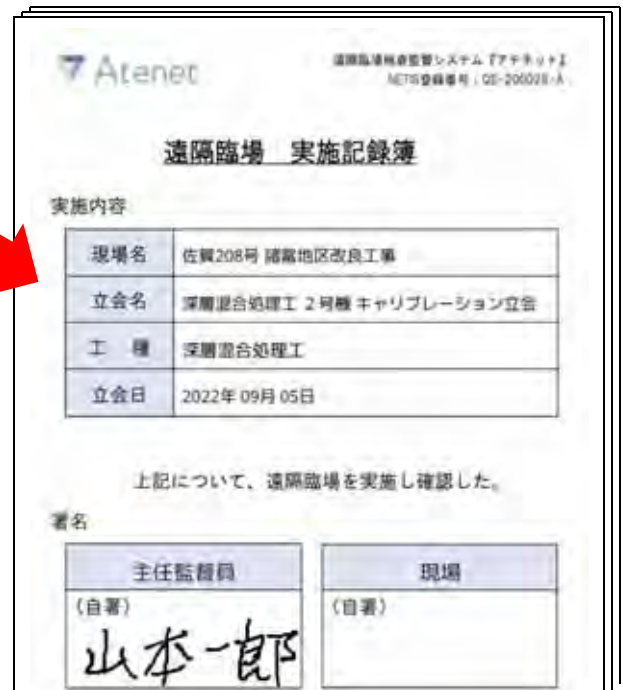 Atenet
遠隔臨場検査監督システム『アテネット』
NETIS登録番号:QS-200028-A
遠隔臨場 実施記録簿
実施内容
現場名 佐賀208号 諸富地区改良工事
立会名 深層混合処理工 2号機 キャリブレーション立会
工 種 深層混合処理工
立会日 2022年 09月 05日
上記について、遠隔臨場を実施し確認した。
署名
主任監督員 現場
(自署) (自署)
山本一郎